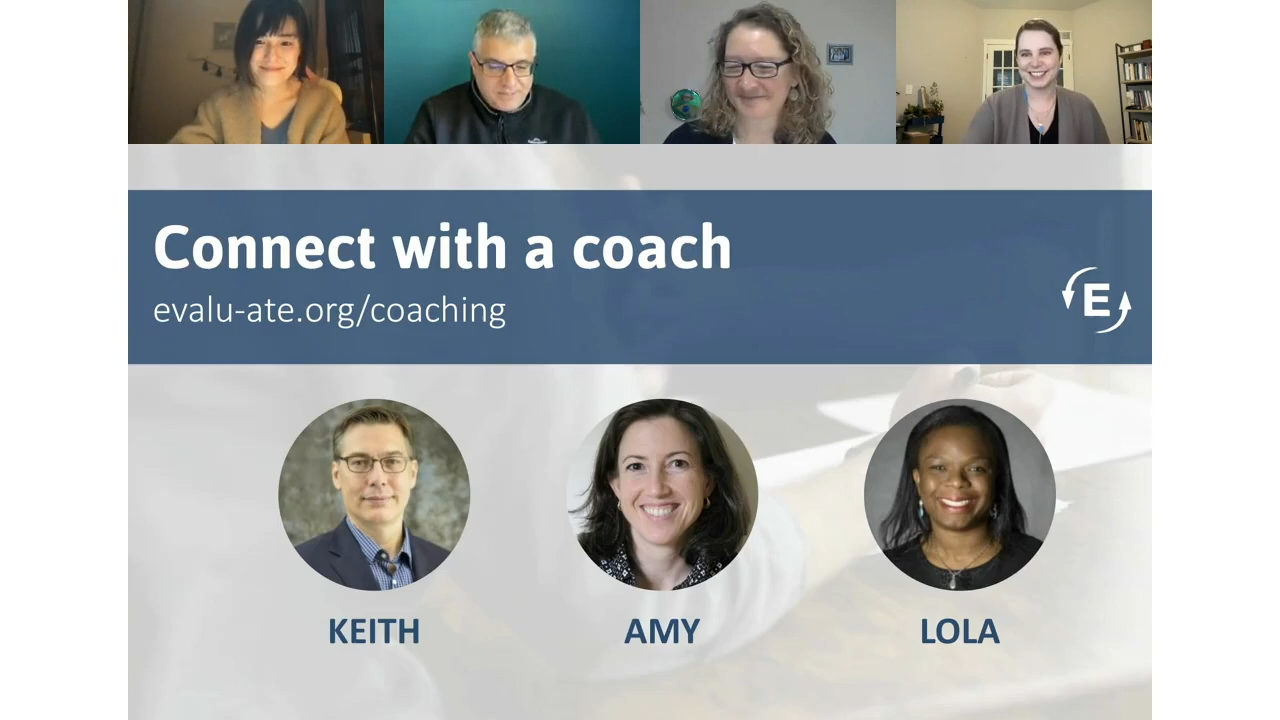 Connect with a coach
evalu-ate.org/coaching
E
KEITH
AMY
LOLA